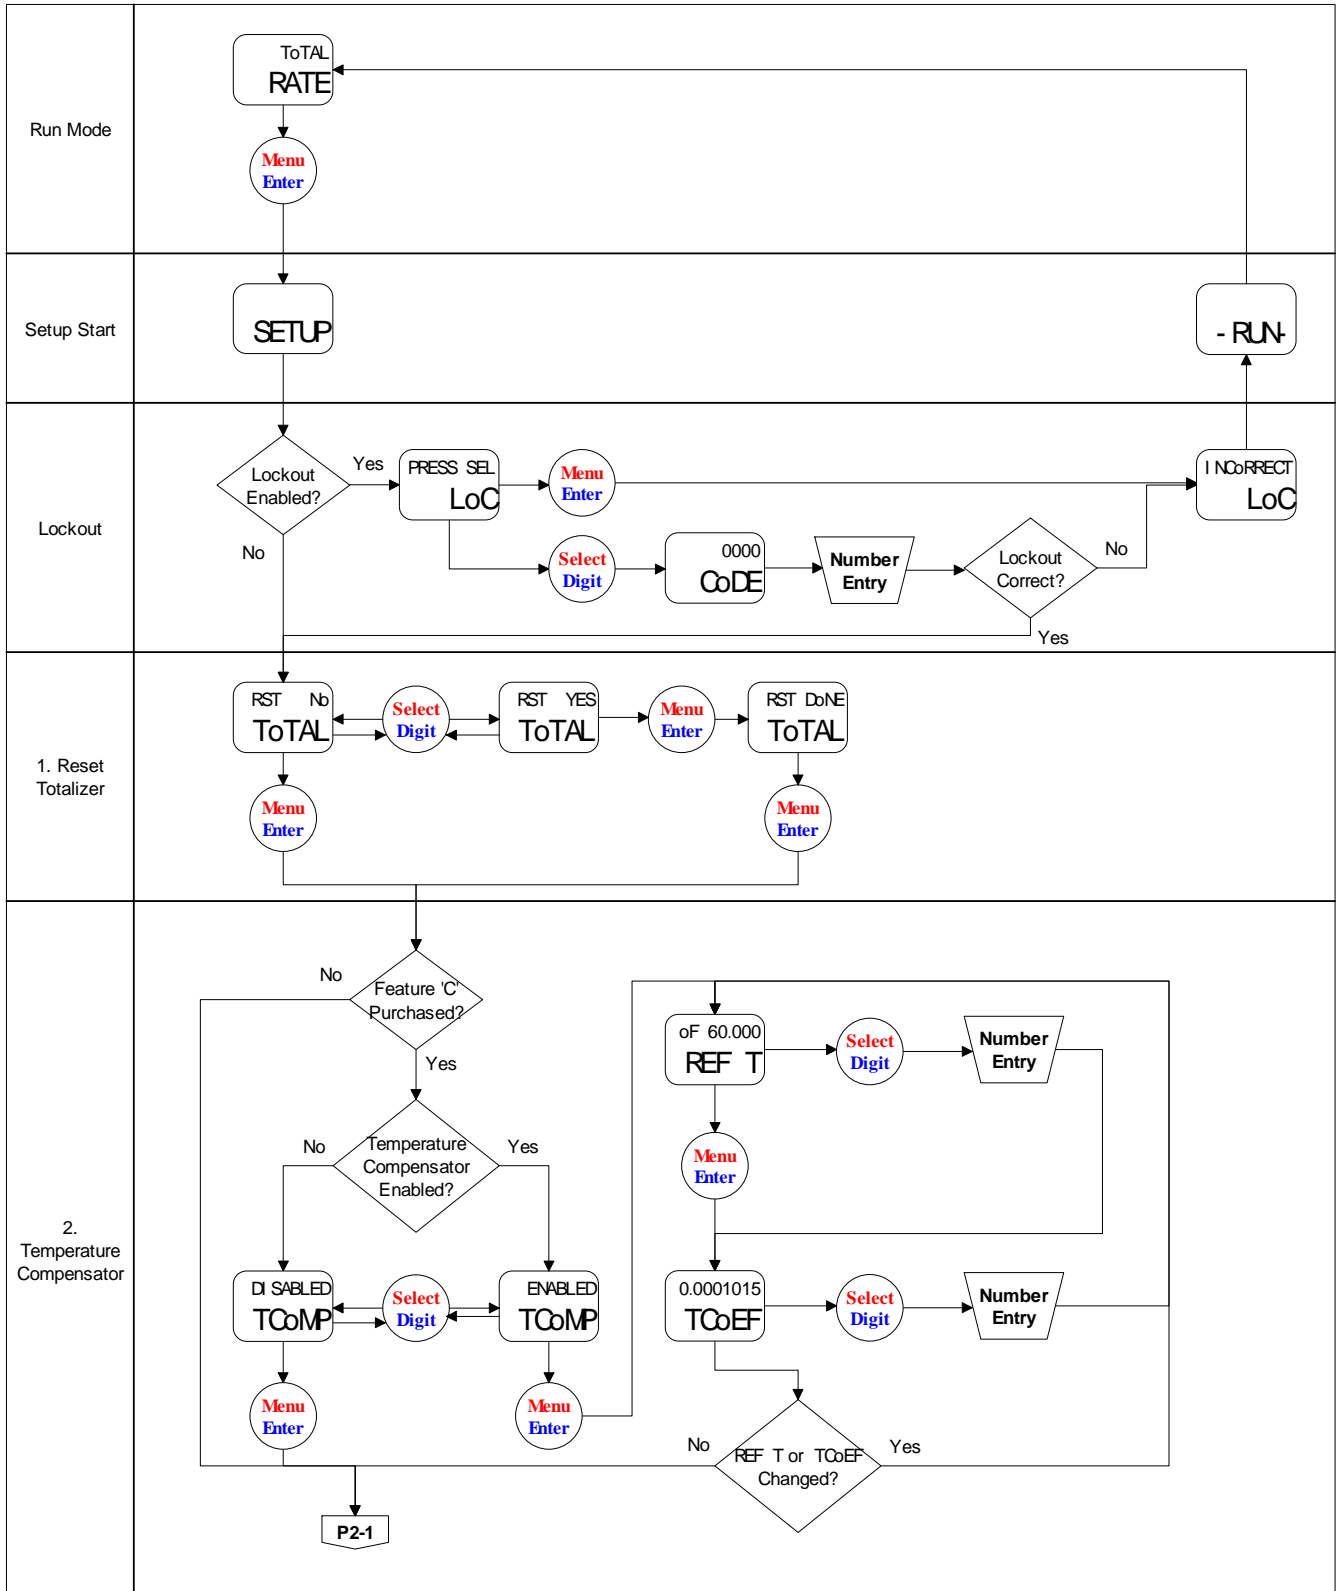 Run Mode
ToTAL
RATE
Menu
Enter
Setup Start
SETUP
- RUN-
Lockout
Lockout
Enabled?
Yes
No
PRESS SEL
LoC
Menu
Enter
INCoRRECT
LoC
Select
Digit
0000
CoDE
Number
Entry
Lockout
Correct?
No
Yes
1. Reset
Totalizer
RST No
ToTAL
Select
Digit
RST YES
ToTAL
Menu
Enter
RST DoNE
ToTAL
Menu
Enter
Menu
Enter
2.
Temperature
Compensator
No
Feature 'C'
Purchased?
Yes
No
Temperature
Compensator
Enabled?
Yes
DISABLED
TCoMP
Select
Digit
ENABLED
TCoMP
Menu
Enter
Menu
Enter
oF 60.000
REF T
Select
Digit
Number
Entry
Menu
Enter
0.0001015
TCoEF
Select
Digit
Number
Entry
No
REF T or TCoEF
Changed?
Yes
P2-1